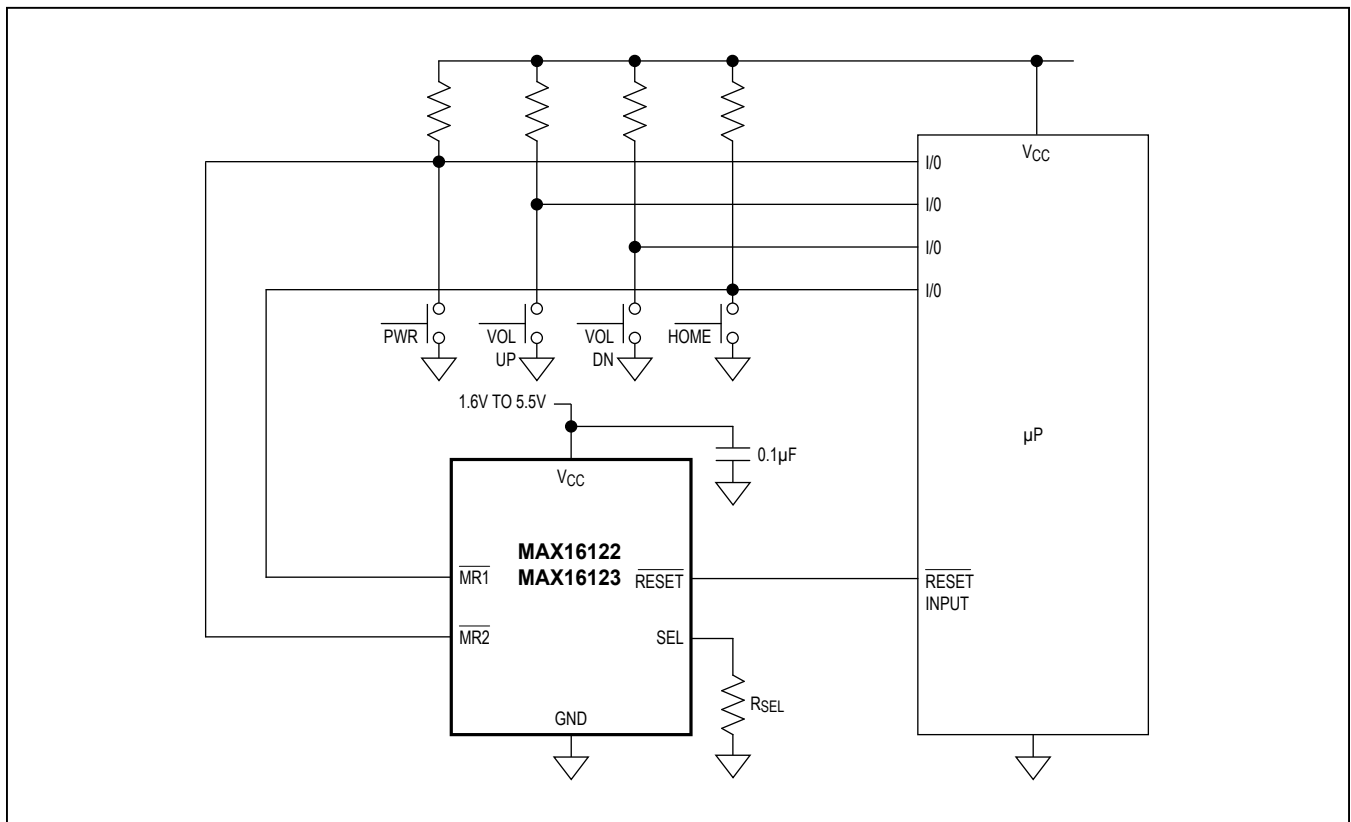 VCC
I/0
I/0
I/0
I/0
PWR
VOL
UP
VOL
DN
HOME
1.6V TO 5.5V
0.1µF
µP
VCC
MAX16122
MAX16123
MR1
RESET
RESET
INPUT
MR2
SEL
RSEL
GND